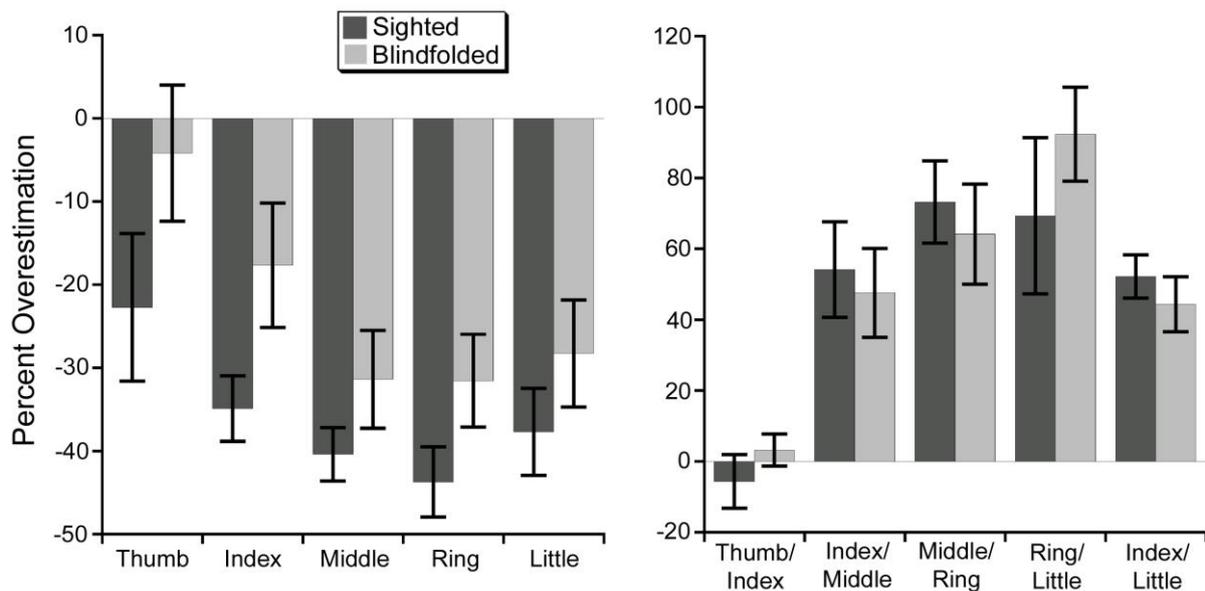 Sighted
Blindfolded
Percent Overestimation
10
0
-10
-20
-30
-40
-50
Thumb
Index
Middle
Ring
Little
120
100
80
60
40
20
0
-20
Thumb/
Index
Index/
Middle
Middle/
Ring
Ring/
Little
Index/
Little